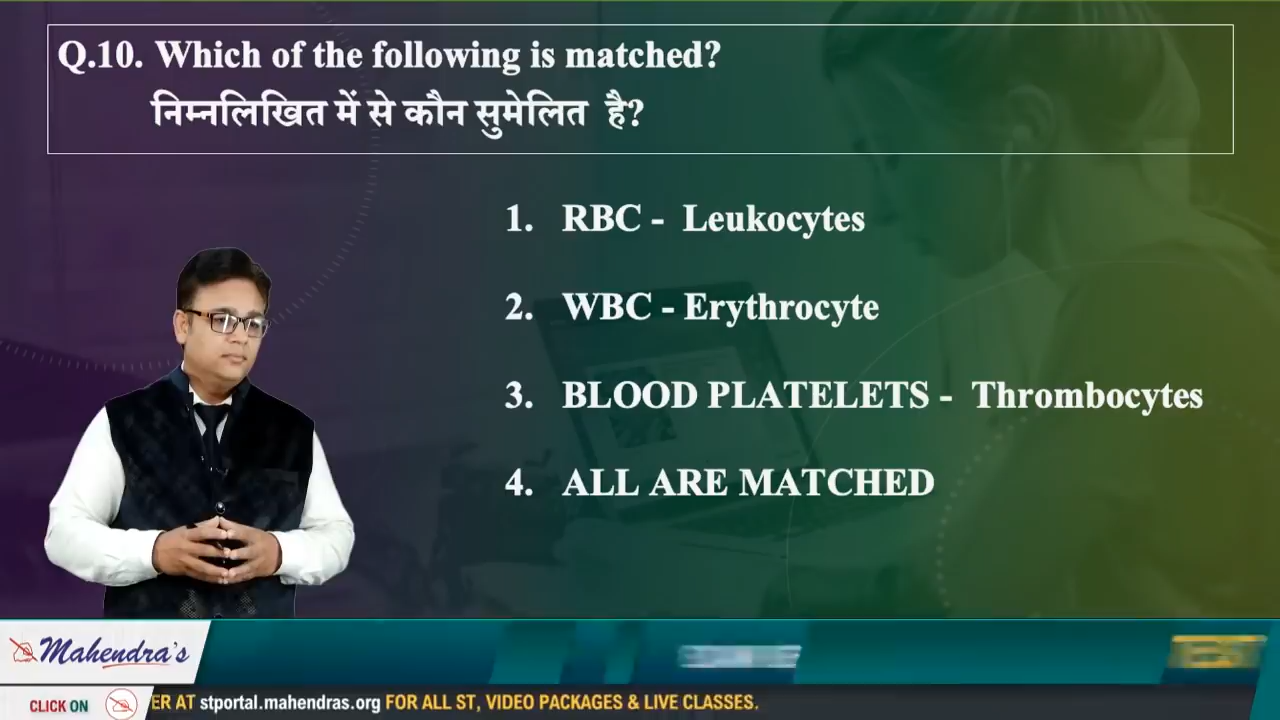 Q.10. Which of the following is matched?
निम्नलिखित में से कौन सुमेलित है?
1. RBC - Leukocytes
2. WBC - Erythrocyte
3. BLOOD PLATELETS - Thrombocytes
4. ALL ARE MATCHED
Mahendra's
TEST
CLICK ON
ER AT stportal.mahendras.org FOR ALL ST, VIDEO PACKAGES & LIVE CLASSES.